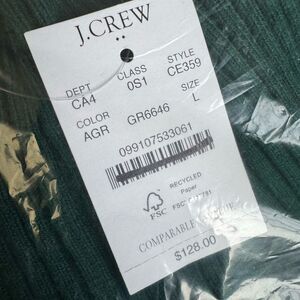 J.CREW
DEPT CLASS STYLE
CA4 0S1 CE359
COLOR SIZE
AGR GR6646 L
099107533061
RECYCLED
Paper
FSC
COMPARABLE
$128.00